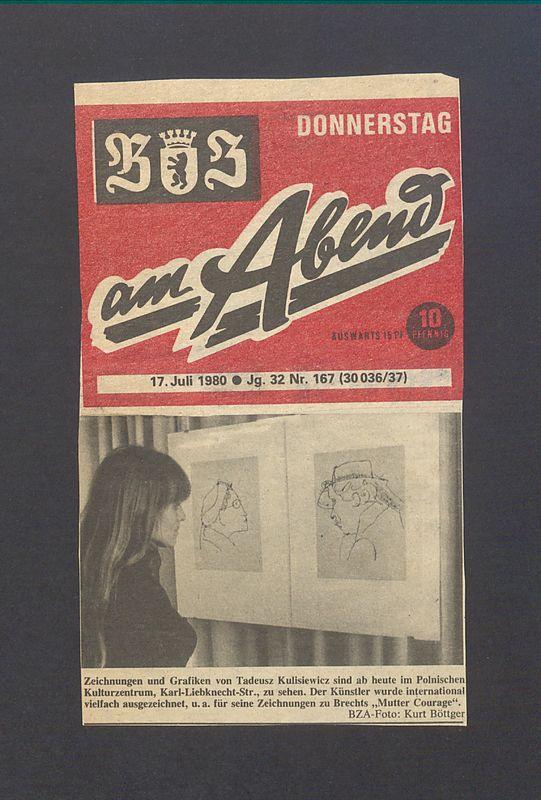 BZ
DONNERSTAG
am Abend
10
PFENNIG
AUSWÄRTS 15 PF
17. Juli 1980 ● Jg. 32 Nr. 167 (30 036/37)
Zeichnungen und Grafiken von Tadeusz Kulisiewicz sind ab heute im Polnischen
Kulturzentrum, Karl-Liebknecht-Str., zu sehen. Der Künstler wurde international
vielfach ausgezeichnet, u. a. für seine Zeichnungen zu Brechts „Mutter Courage“.
BZA-Foto: Kurt Böttger